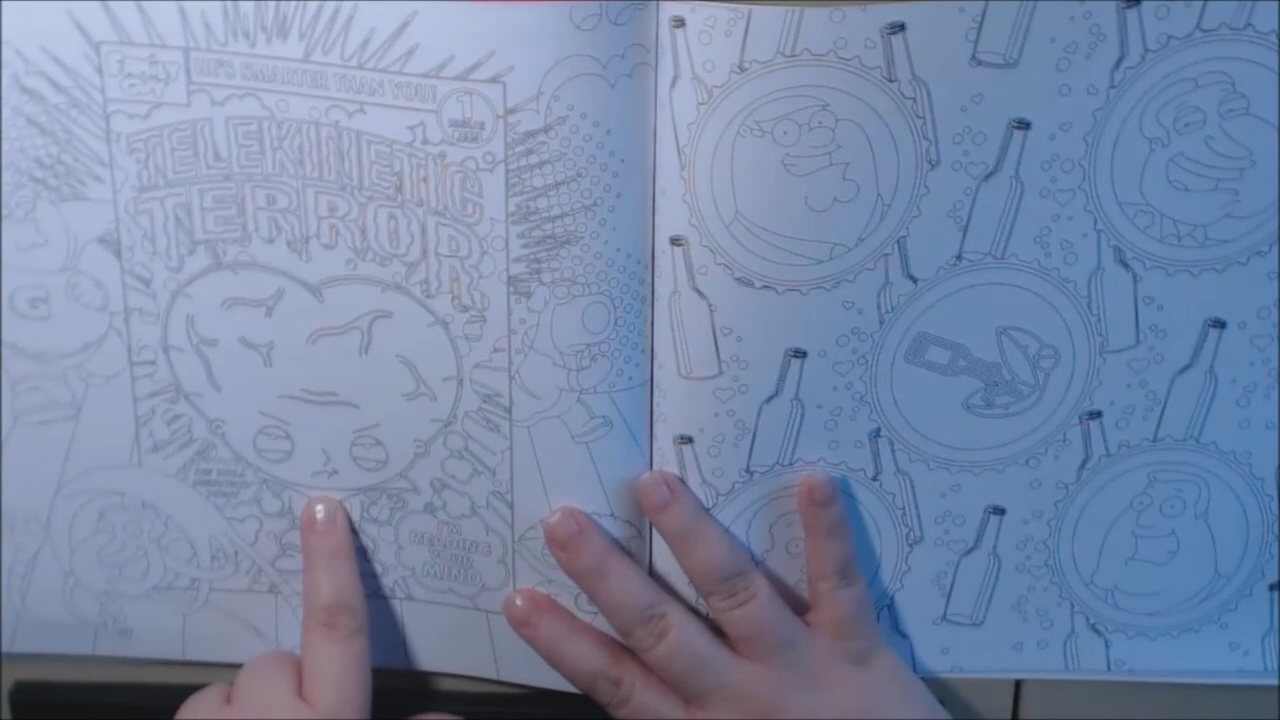 Family
Guy
HE'S SMARTER THAN YOU!
1
TELEKINETIC
TERROR
I'M
READING
YOUR
MIND